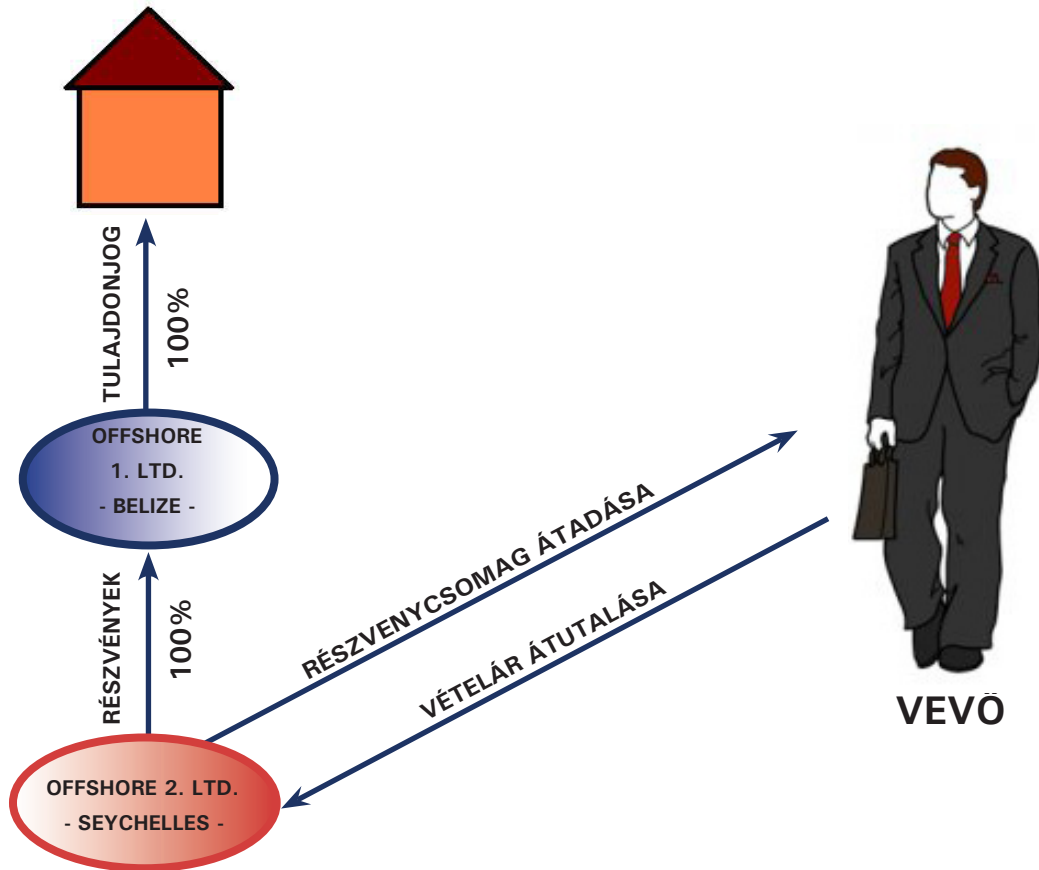 TULAJDONJOG
100%
OFFSHORE
1. LTD.
- BELIZE -
RÉSZVÉNYEK
100%
RÉSZVENYCSOMAG ÁTADÁSA
VÉTELÁR ÁTUTALÁSA
VEVŐ
OFFSHORE 2. LTD.
- SEYCHELLES -